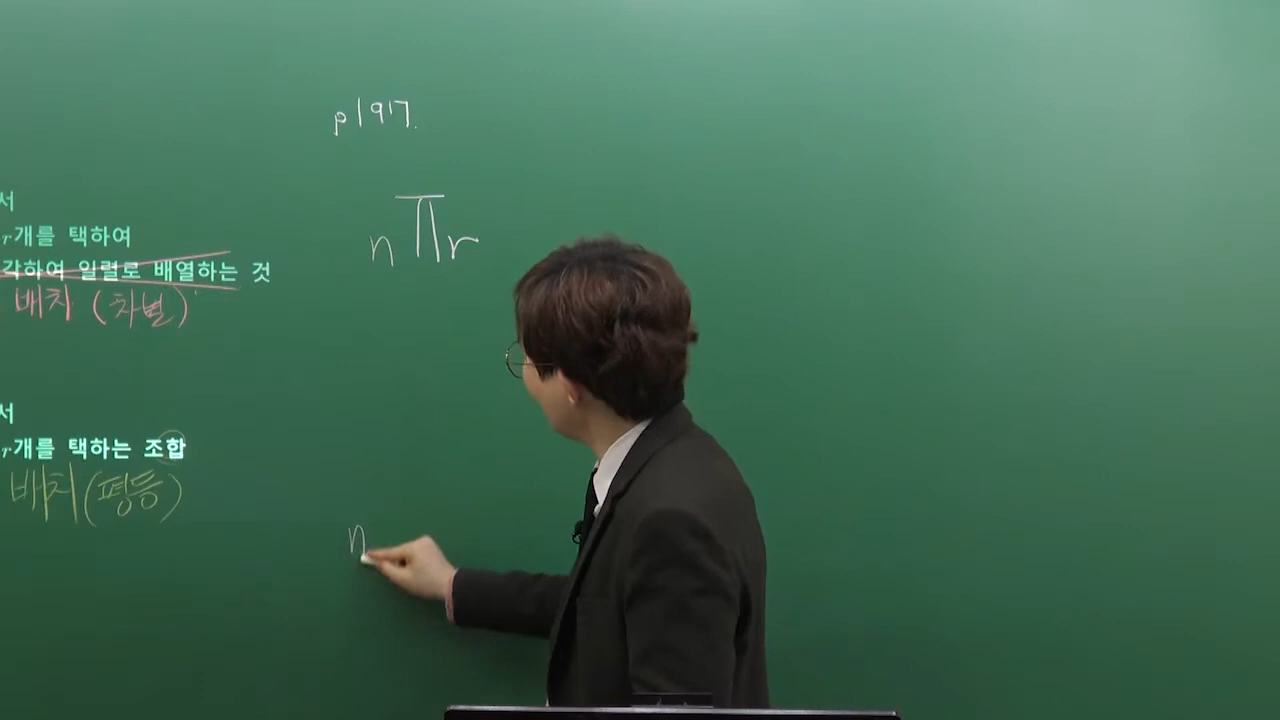 p197.
서
r개를 택하여
nΠr
각하여 일렬로 배열하는 것
배치 (차별)
서
r개를 택하는 조합
배치(평등)
n